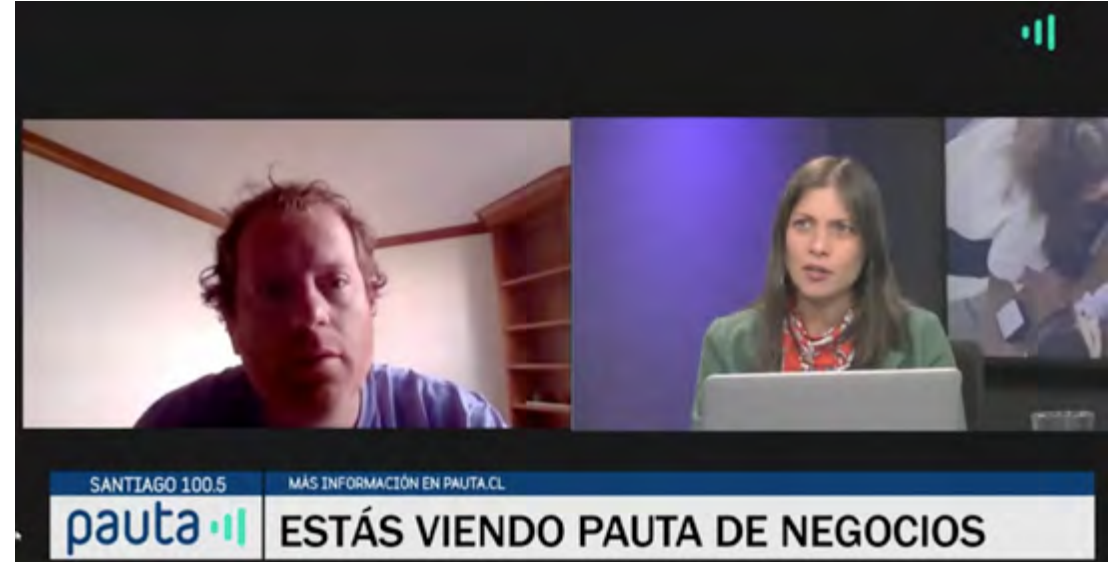 SANTIAGO 100.5
MÁS INFORMACIÓN EN PAUTA.CL
pauta
ESTÁS VIENDO PAUTA DE NEGOCIOS